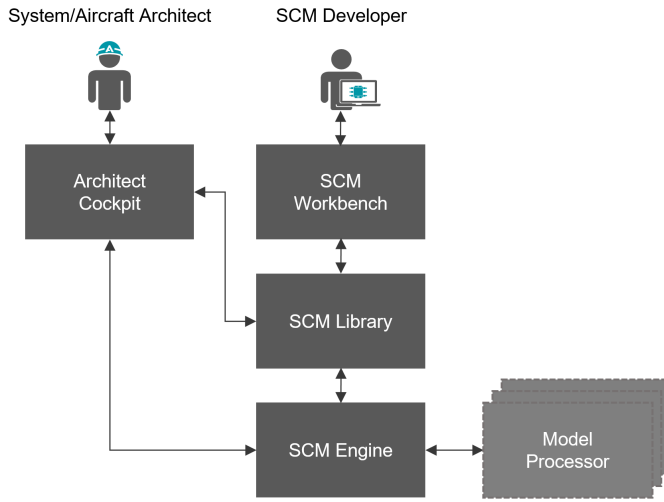 System/Aircraft Architect
SCM Developer
Architect
Cockpit
SCM
Workbench
SCM Library
SCM Engine
Model
Processor